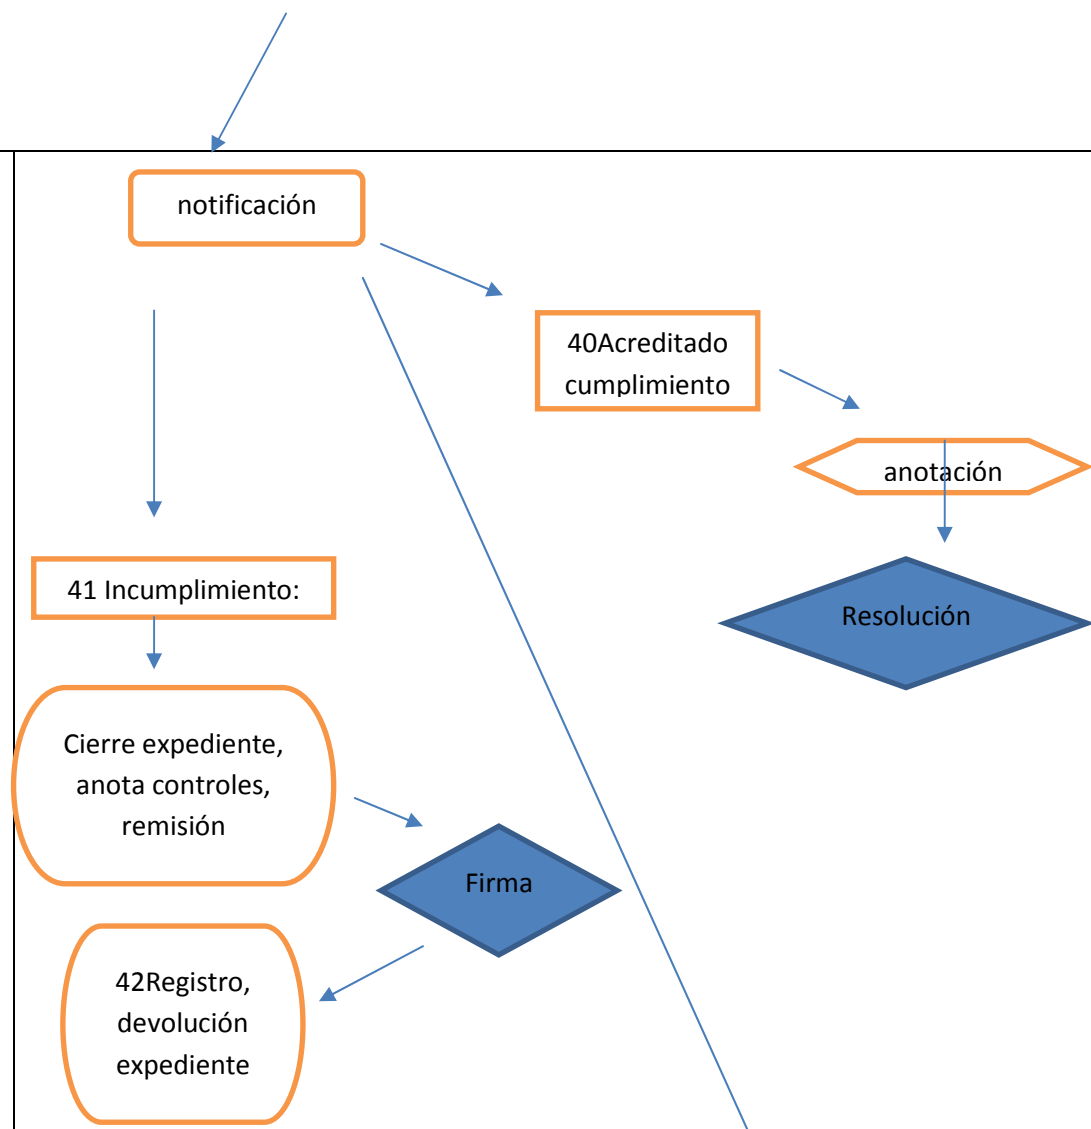 notificación
40Acreditado
cumplimiento
anotación
Resolución
41 Incumplimiento:
Cierre expediente,
anota controles,
remisión
Firma
42Registro,
devolución
expediente